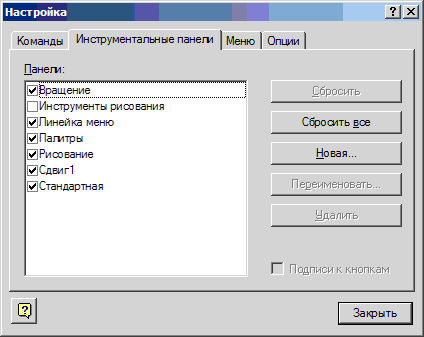 Настройка
Команды Инструментальные панели Меню Опции
Панели:
Вращение
Инструменты рисования
Линейка меню
Палитры
Рисование
Сдвиг1
Стандартная
Сбросить
Сбросить все
Новая...
Переименовать...
Удалить
Подписи к кнопкам
Закрыть